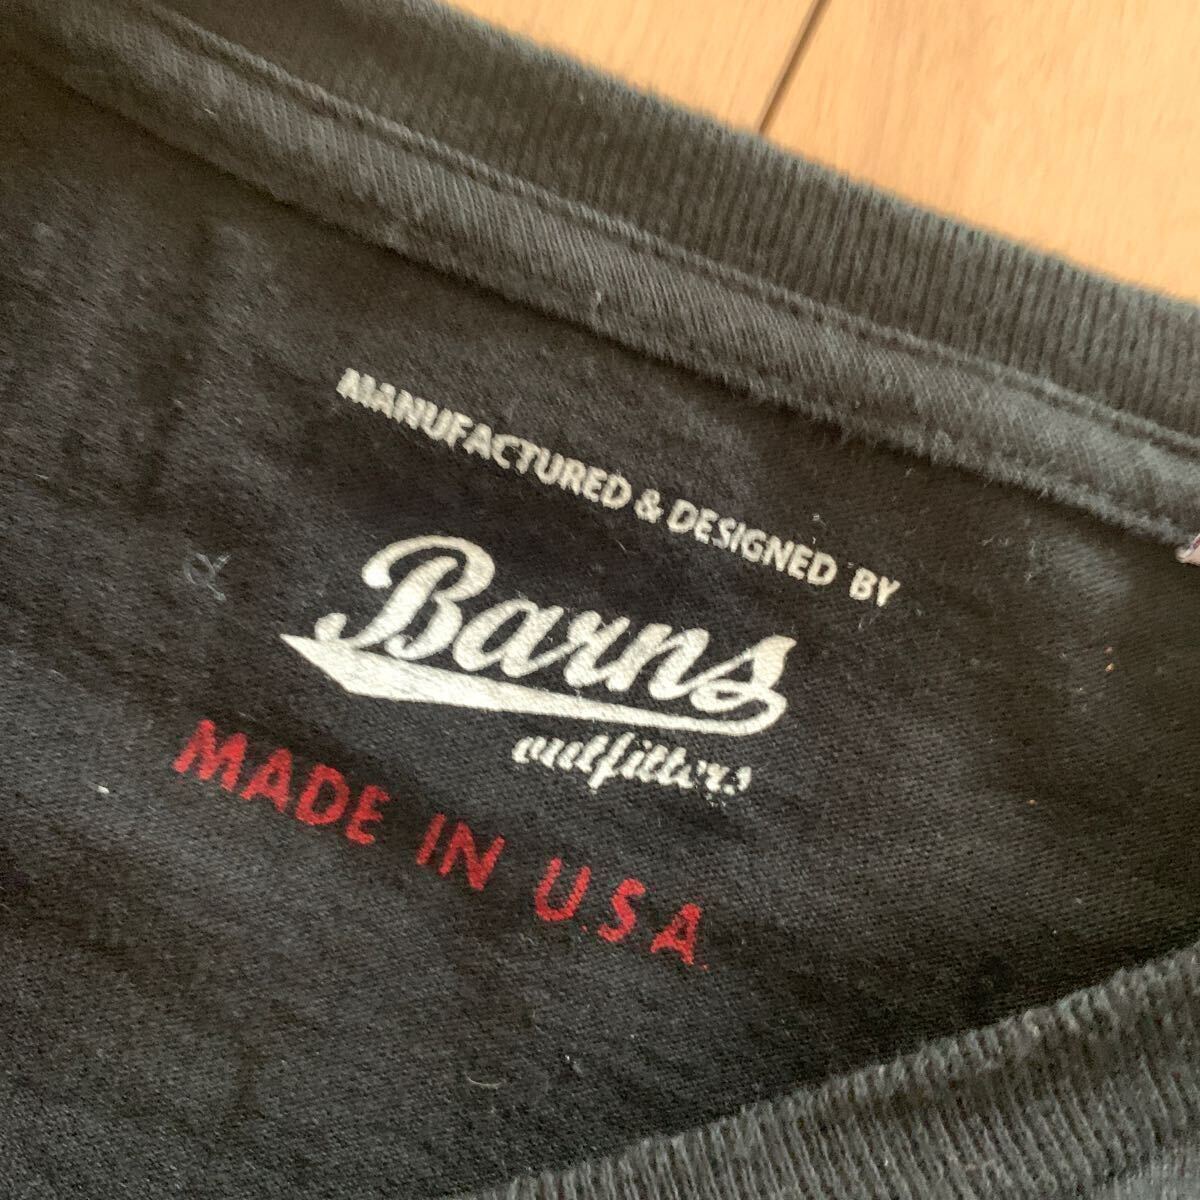 MANUFACTURED & DESIGNED BY
Barns
outfitters
MADE IN U.S.A.